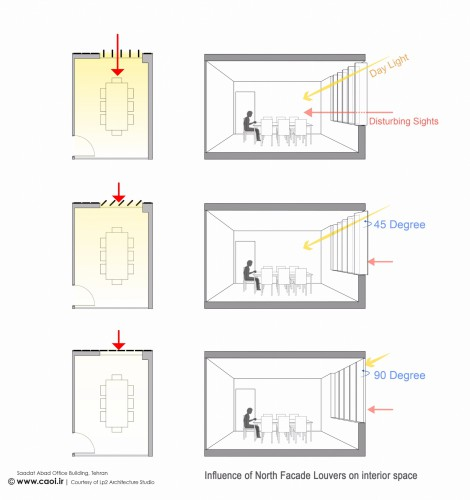 Day Light
Disturbing Sights
45 Degree
90 Degree
Saadat Abad Office Building, Tehran
© www.caoi.ir | Courtesy of Lp2 Architecture Studio
Influence of North Facade Louvers on interior space